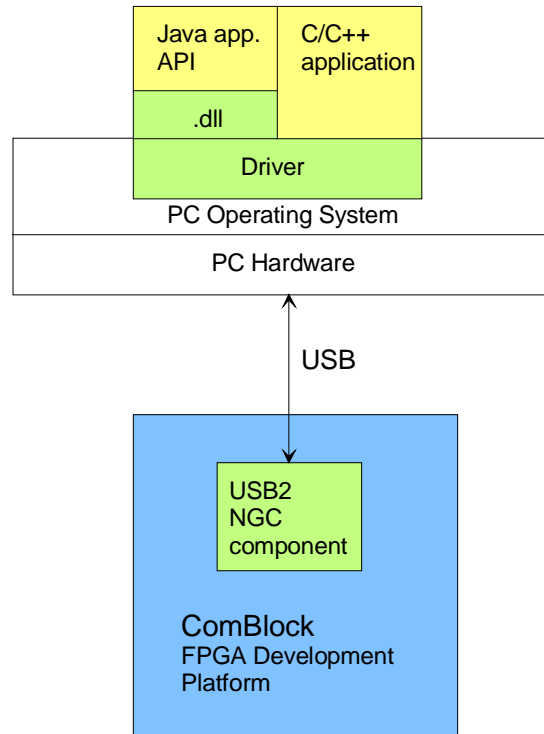 Java app.
API
C/C++
application
.dll
Driver
PC Operating System
PC Hardware
USB
USB2
NGC
component
ComBlock
FPGA Development
Platform